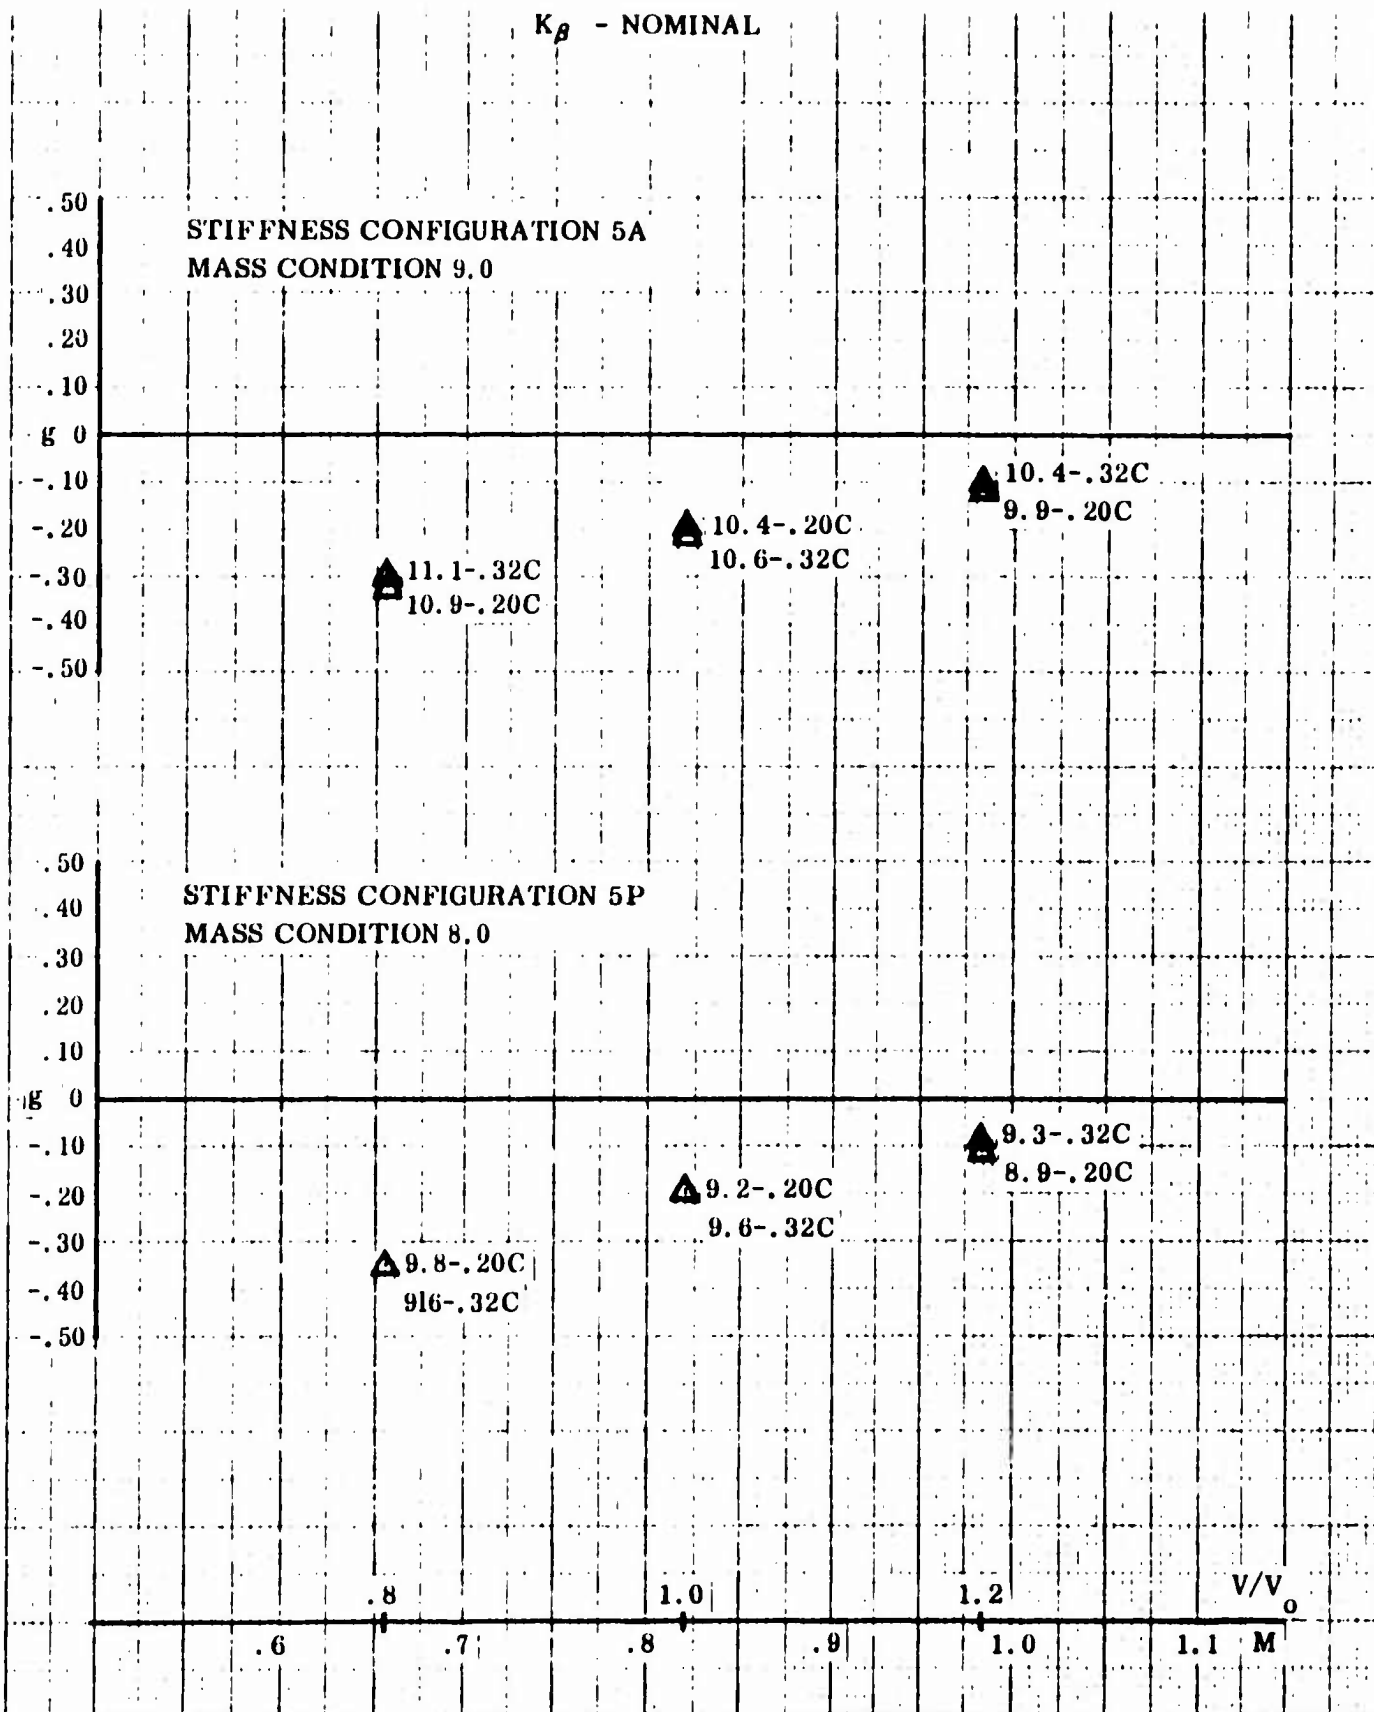 Kβ - NOMINAL
.50
STIFFNESS CONFIGURATION 5A
.40
MASS CONDITION 9.0
.30
.20
.10
g 0
-.10
10.4-.32C
9.9-.20C
-.20
10.4-.20C
10.6-.32C
-.30
11.1-.32C
10.9-.20C
-.40
-.50
.50
STIFFNESS CONFIGURATION 5P
.40
MASS CONDITION 8.0
.30
.20
.10
g 0
-.10
9.3-.32C
8.9-.20C
-.20
9.2-.20C
9.6-.32C
-.30
9.8-.20C
-.40
916-.32C
-.50
.8 1.0 1.2 V/Vo
.6 .7 .8 .9 1.0 1.1 M